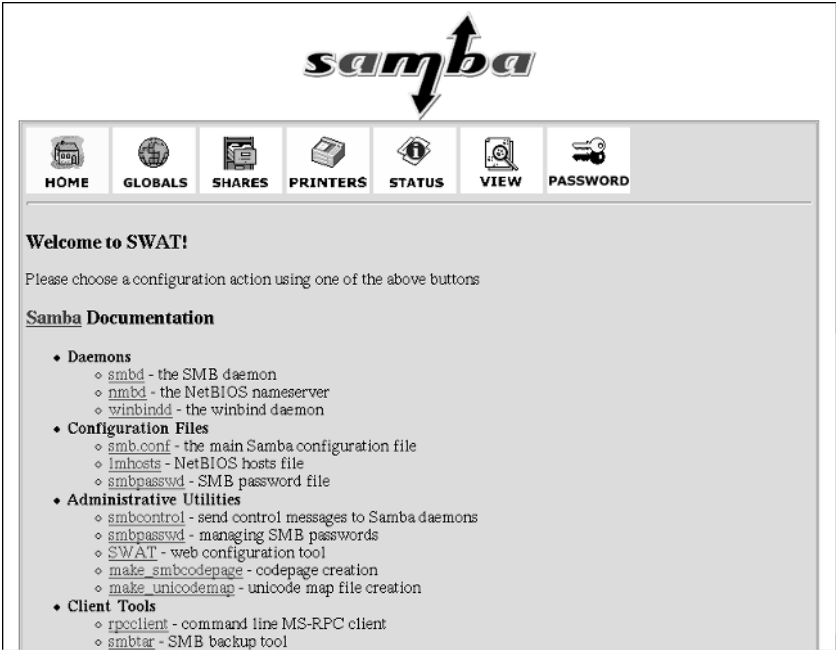 samba
HOME GLOBALS SHARES PRINTERS STATUS VIEW PASSWORD
Welcome to SWAT!
Please choose a configuration action using one of the above buttons
Samba Documentation
Daemons
smbd - the SMB daemon
nmbd - the NetBIOS nameserver
winbindd - the winbind daemon
Configuration Files
smb.conf - the main Samba configuration file
lmhosts - NetBIOS hosts file
smbpasswd - SMB password file
Administrative Utilities
smbcontrol - send control messages to Samba daemons
smbpasswd - managing SMB passwords
SWAT - web configuration tool
make_smbcodepage - codepage creation
make_unicodemap - unicode map file creation
Client Tools
rpcclient - command line MS-RPC client
smbtar - SMB backup tool